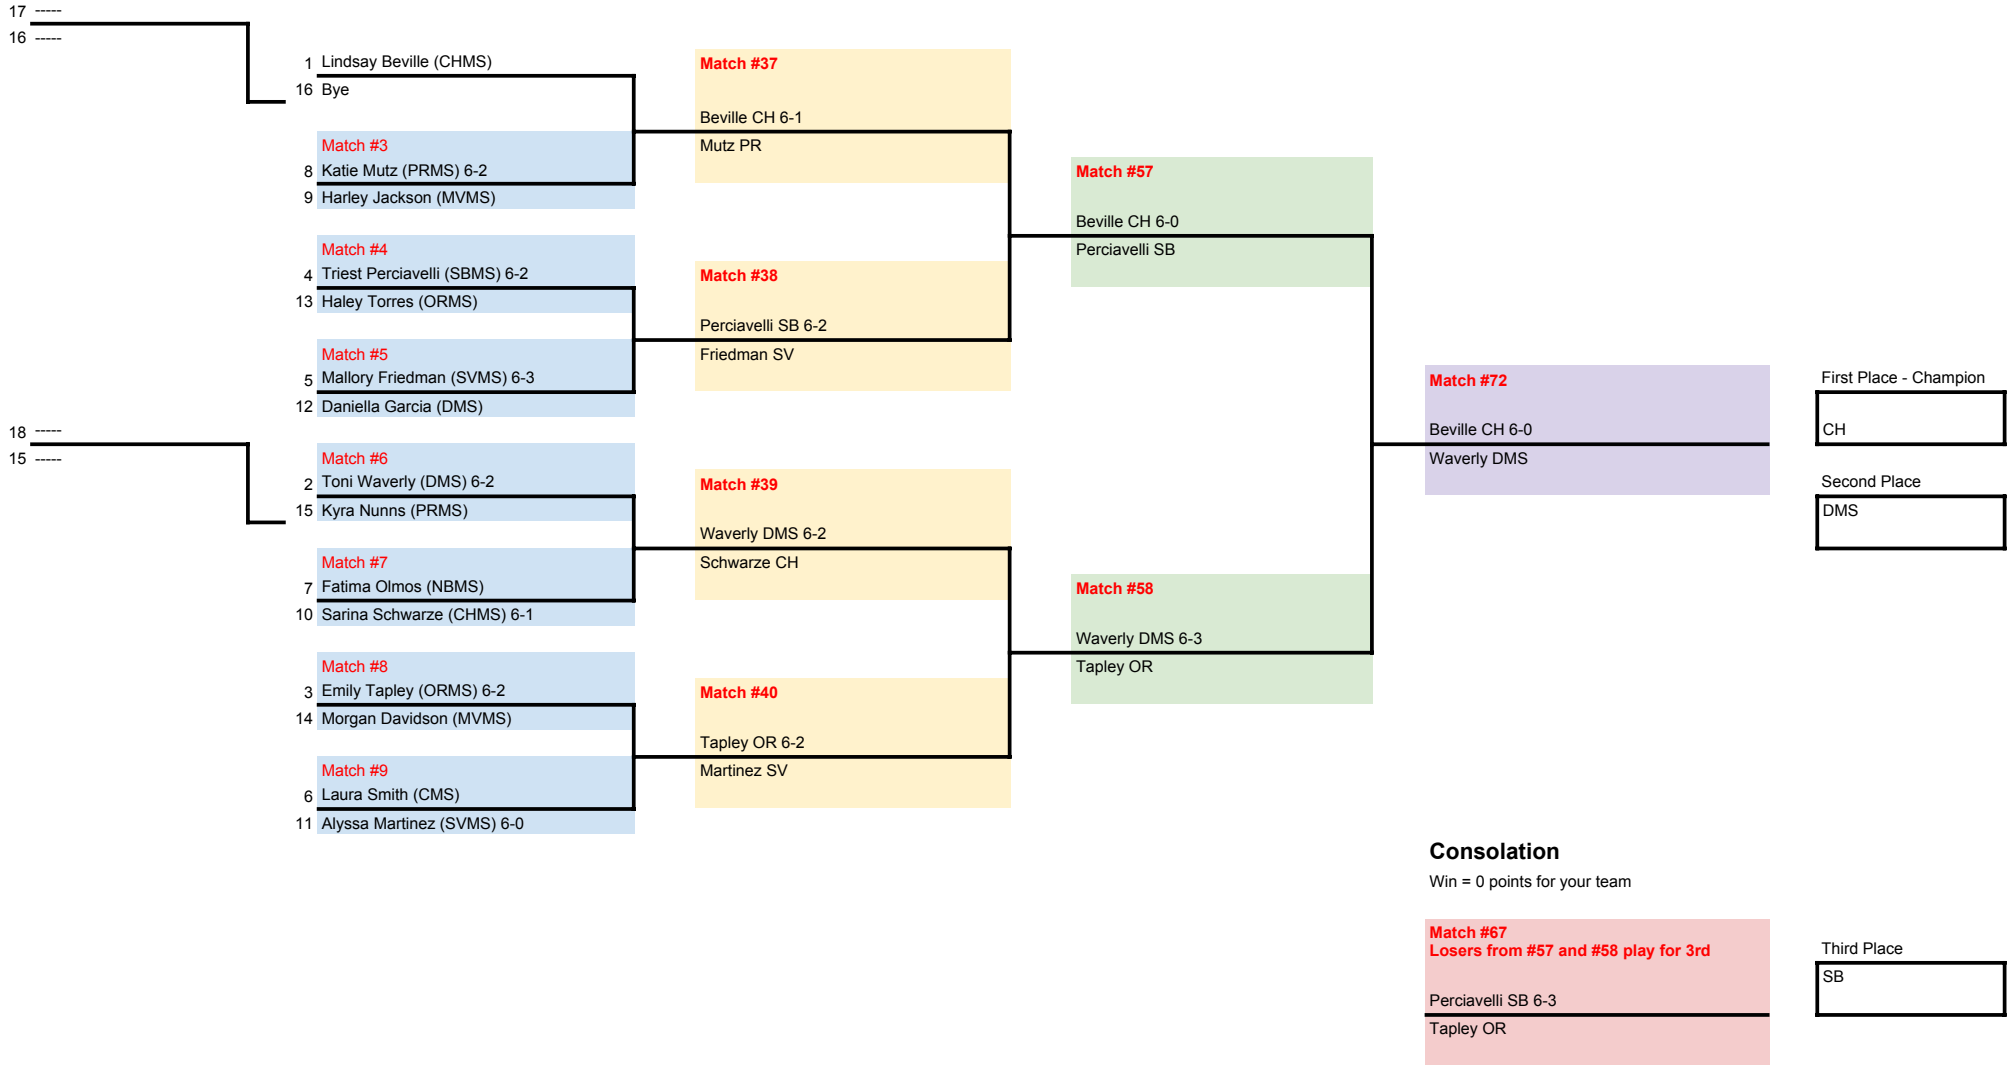 17 -----
16 -----
1 Lindsay Beville (CHMS)
16 Bye
Match #3
8 Katie Mutz (PRMS) 6-2
9 Harley Jackson (MVMS)
Match #4
4 Triest Perciavelli (SBMS) 6-2
13 Haley Torres (ORMS)
Match #5
5 Mallory Friedman (SVMS) 6-3
12 Daniella Garcia (DMS)
18 -----
15 -----
Match #6
2 Toni Waverly (DMS) 6-2
15 Kyra Nunns (PRMS)
Match #7
7 Fatima Olmos (NBMS)
10 Sarina Schwarze (CHMS) 6-1
Match #8
3 Emily Tapley (ORMS) 6-2
14 Morgan Davidson (MVMS)
Match #9
6 Laura Smith (CMS)
11 Alyssa Martinez (SVMS) 6-0
Match #37
Beville CH 6-1
Mutz PR
Match #38
Perciavelli SB 6-2
Friedman SV
Match #39
Waverly DMS 6-2
Schwarze CH
Match #40
Tapley OR 6-2
Martinez SV
Match #57
Beville CH 6-0
Perciavelli SB
Match #58
Waverly DMS 6-3
Tapley OR
Match #72
Beville CH 6-0
Waverly DMS
First Place - Champion
CH
Second Place
DMS
Consolation
Win = 0 points for your team
Match #67
Losers from #57 and #58 play for 3rd
Perciavelli SB 6-3
Tapley OR
Third Place
SB